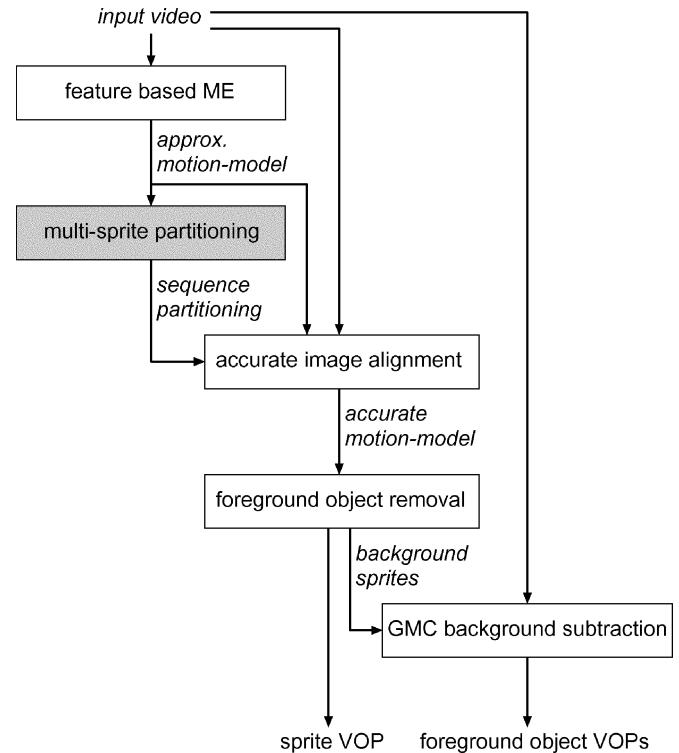 input video
feature based ME
approx.
motion-model
multi-sprite partitioning
sequence
partitioning
accurate image alignment
accurate
motion-model
foreground object removal
background
sprites
GMC background subtraction
sprite VOP
foreground object VOPs